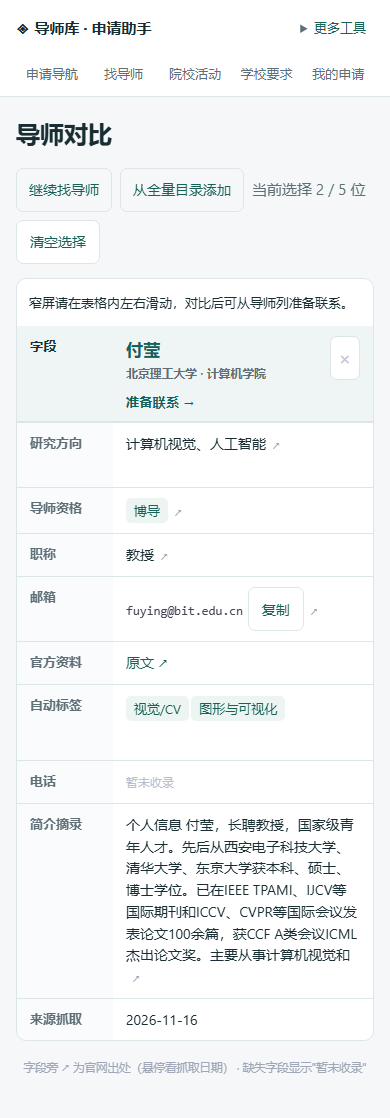 ◈ 导师库 · 申请助手 ▶ 更多工具
申请导航 找导师 院校活动 学校要求 我的申请
导师对比
继续找导师 从全量目录添加 当前选择 2 / 5 位
清空选择
窄屏请在表格内左右滑动，对比后可从导师列准备联系。
字段 付莹 ×
北京理工大学 · 计算机学院
准备联系 →
研究方向 计算机视觉、人工智能 ↗
导师资格 博导 ↗
职称 教授 ↗
邮箱 fuying@bit.edu.cn 复制 ↗
官方资料 原文 ↗
自动标签 视觉/CV 图形与可视化
电话 暂未收录
简介摘录 个人信息 付莹，长聘教授，国家级青
年人才。先后从西安电子科技大学、
清华大学、东京大学获本科、硕士、
博士学位。已在IEEE TPAMI、IJCV等
国际期刊和ICCV、CVPR等国际会议发
表论文100余篇，获CCF A类会议ICML
杰出论文奖。主要从事计算机视觉和
↗
来源抓取 2026-11-16
字段旁 ↗ 为官网出处（悬停看抓取日期） · 缺失字段显示"暂未收录"